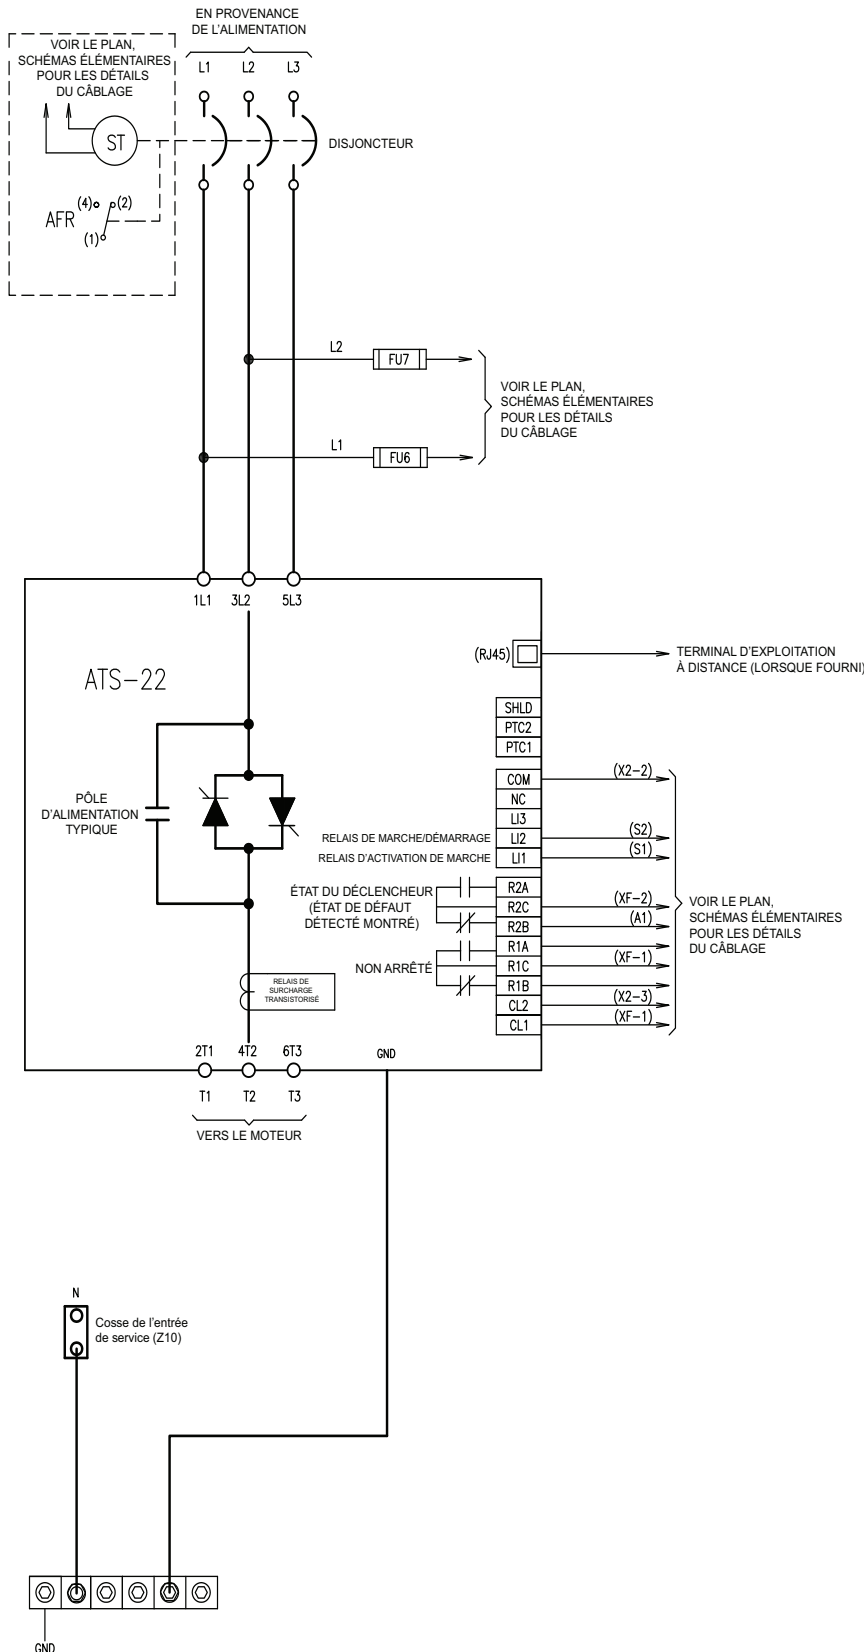 EN PROVENANCE
DE L'ALIMENTATION
VOIR LE PLAN,
SCHÉMAS ÉLÉMENTAIRES
POUR LES DÉTAILS
DU CÂBLAGE
L1
L2
L3
ST
DISJONCTEUR
AFR
(4)
(2)
(1)
L2
FU7
L1
FU6
VOIR LE PLAN,
SCHÉMAS ÉLÉMENTAIRES
POUR LES DÉTAILS
DU CÂBLAGE
1L1
3L2
5L3
ATS-22
(RJ45)
TERMINAL D'EXPLOITATION
À DISTANCE (LORSQUE FOURNI)
SHLD
PTC2
PTC1
PÔLE
D'ALIMENTATION
TYPIQUE
COM
(X2-2)
NC
LI3
RELAIS DE MARCHE/DÉMARRAGE
LI2
(S2)
RELAIS D'ACTIVATION DE MARCHE
LI1
(S1)
ÉTAT DU DÉCLENCHEUR
(ÉTAT DE DÉFAUT
DÉTECTÉ MONTRÉ)
R2A
R2C
(XF-2)
R2B
(A1)
NON ARRÊTÉ
R1A
R1C
(XF-1)
R1B
CL2
(X2-3)
CL1
(XF-1)
VOIR LE PLAN,
SCHÉMAS ÉLÉMENTAIRES
POUR LES DÉTAILS
DU CÂBLAGE
RELAIS DE
SURCHARGE
TRANSISTORISÉ
2T1
4T2
6T3
GND
T1
T2
T3
VERS LE MOTEUR
N
Cosse de l'entrée
de service (Z10)
GND